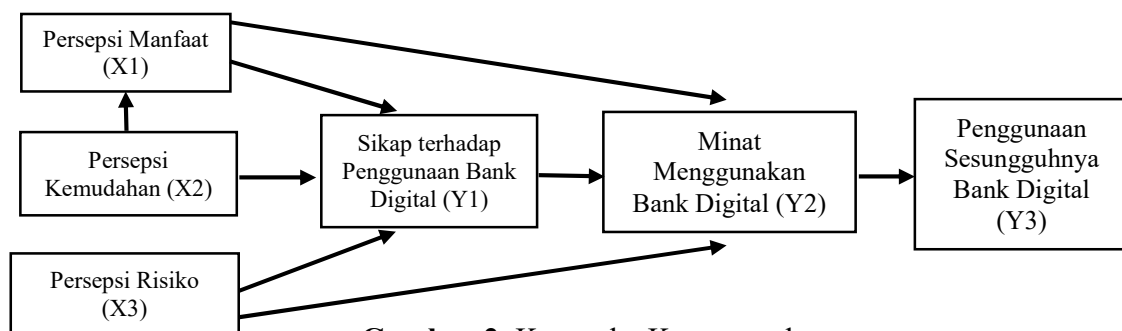 Persepsi Manfaat
(X1)
Persepsi
Kemudahan (X2)
Persepsi Risiko
(X3)
Sikap terhadap
Penggunaan Bank
Digital (Y1)
Minat
Menggunakan
Bank Digital (Y2)
Penggunaan
Sesungguhnya
Bank Digital
(Y3)